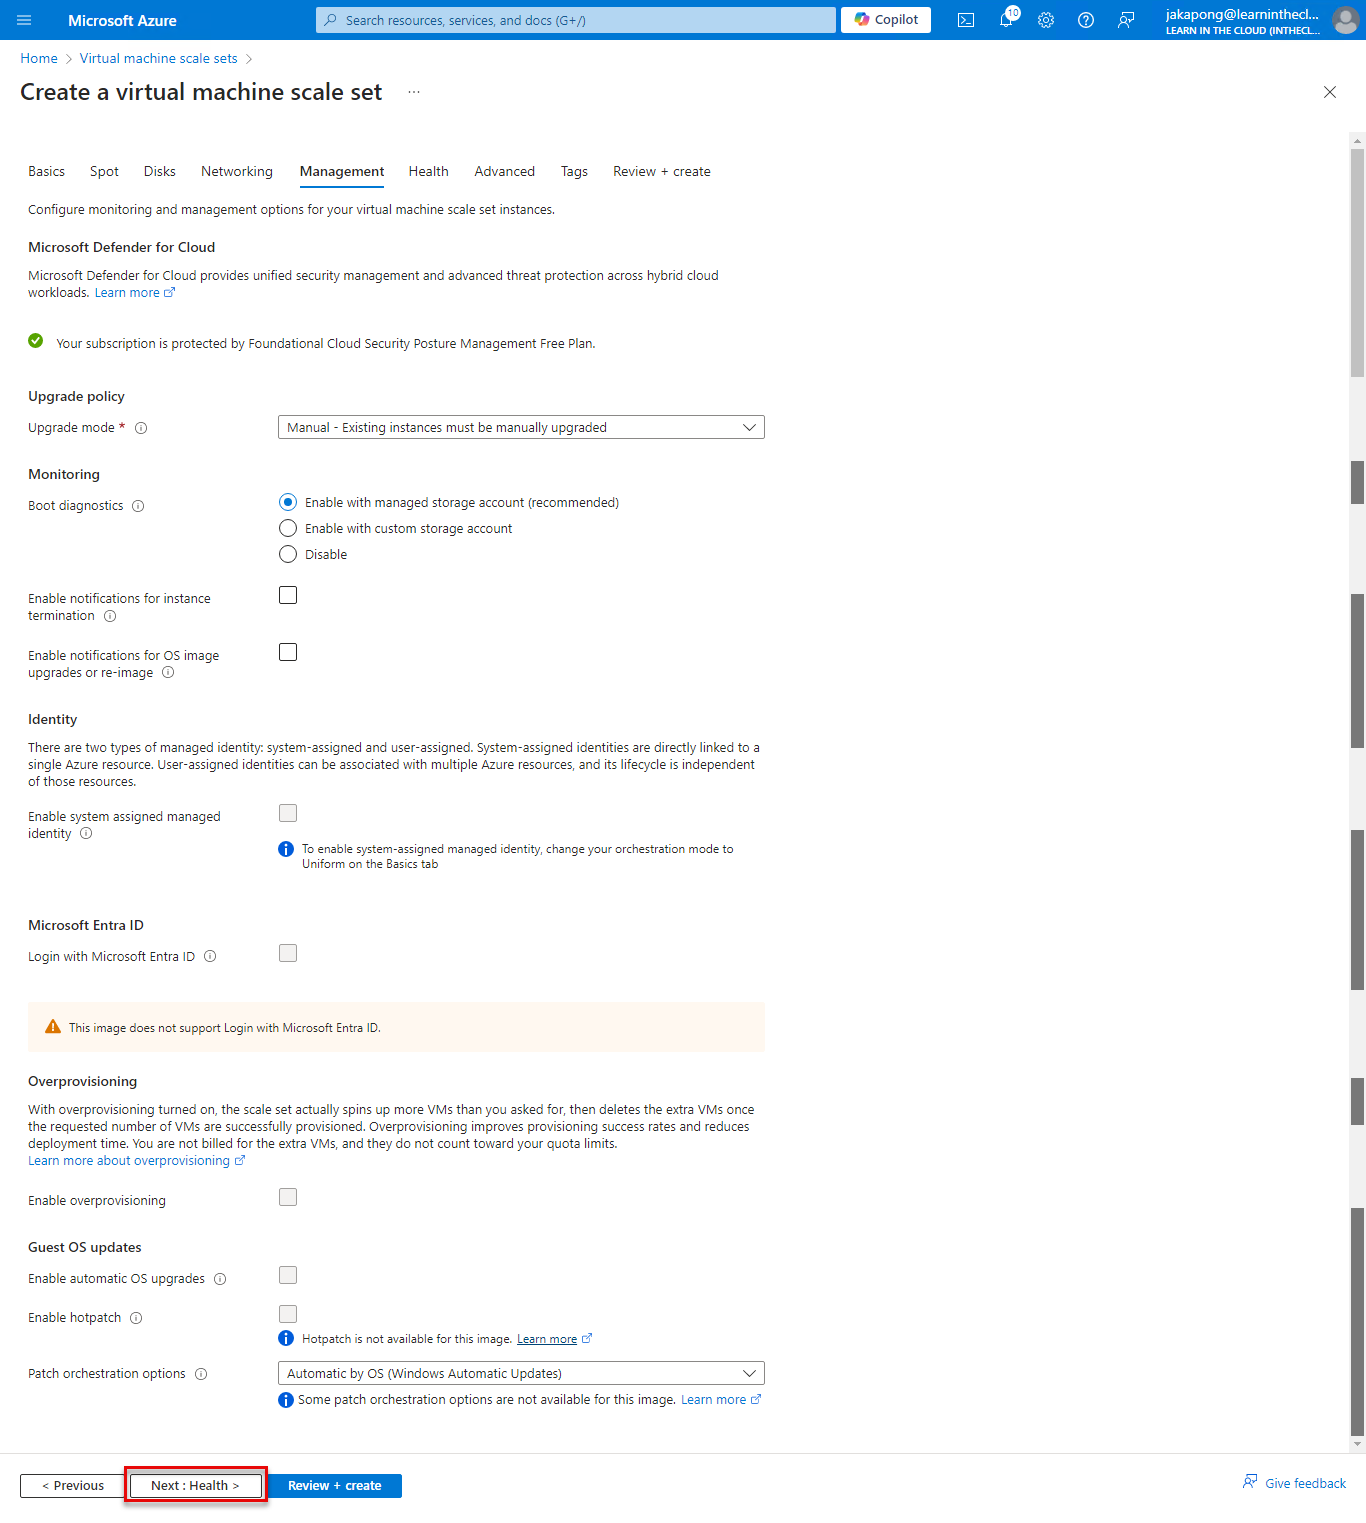 Microsoft Azure
Search resources, services, and docs (G+/)
Copilot
10
jakapong@learninthecl...
LEARN IN THE CLOUD (INTHECL...
Home > Virtual machine scale sets >
Create a virtual machine scale set ...
Basics Spot Disks Networking Management Health Advanced Tags Review + create
Configure monitoring and management options for your virtual machine scale set instances.
Microsoft Defender for Cloud
Microsoft Defender for Cloud provides unified security management and advanced threat protection across hybrid cloud
workloads. Learn more
Your subscription is protected by Foundational Cloud Security Posture Management Free Plan.
Upgrade policy
Upgrade mode *
Manual - Existing instances must be manually upgraded
Monitoring
Boot diagnostics
Enable with managed storage account (recommended)
Enable with custom storage account
Disable
Enable notifications for instance
termination
Enable notifications for OS image
upgrades or re-image
Identity
There are two types of managed identity: system-assigned and user-assigned. System-assigned identities are directly linked to a
single Azure resource. User-assigned identities can be associated with multiple Azure resources, and its lifecycle is independent
of those resources.
Enable system assigned managed
identity
To enable system-assigned managed identity, change your orchestration mode to
Uniform on the Basics tab
Microsoft Entra ID
Login with Microsoft Entra ID
This image does not support Login with Microsoft Entra ID.
Overprovisioning
With overprovisioning turned on, the scale set actually spins up more VMs than you asked for, then deletes the extra VMs once
the requested number of VMs are successfully provisioned. Overprovisioning improves provisioning success rates and reduces
deployment time. You are not billed for the extra VMs, and they do not count toward your quota limits.
Learn more about overprovisioning
Enable overprovisioning
Guest OS updates
Enable automatic OS upgrades
Enable hotpatch
Hotpatch is not available for this image. Learn more
Patch orchestration options
Automatic by OS (Windows Automatic Updates)
Some patch orchestration options are not available for this image. Learn more
< Previous
Next : Health >
Review + create
Give feedback